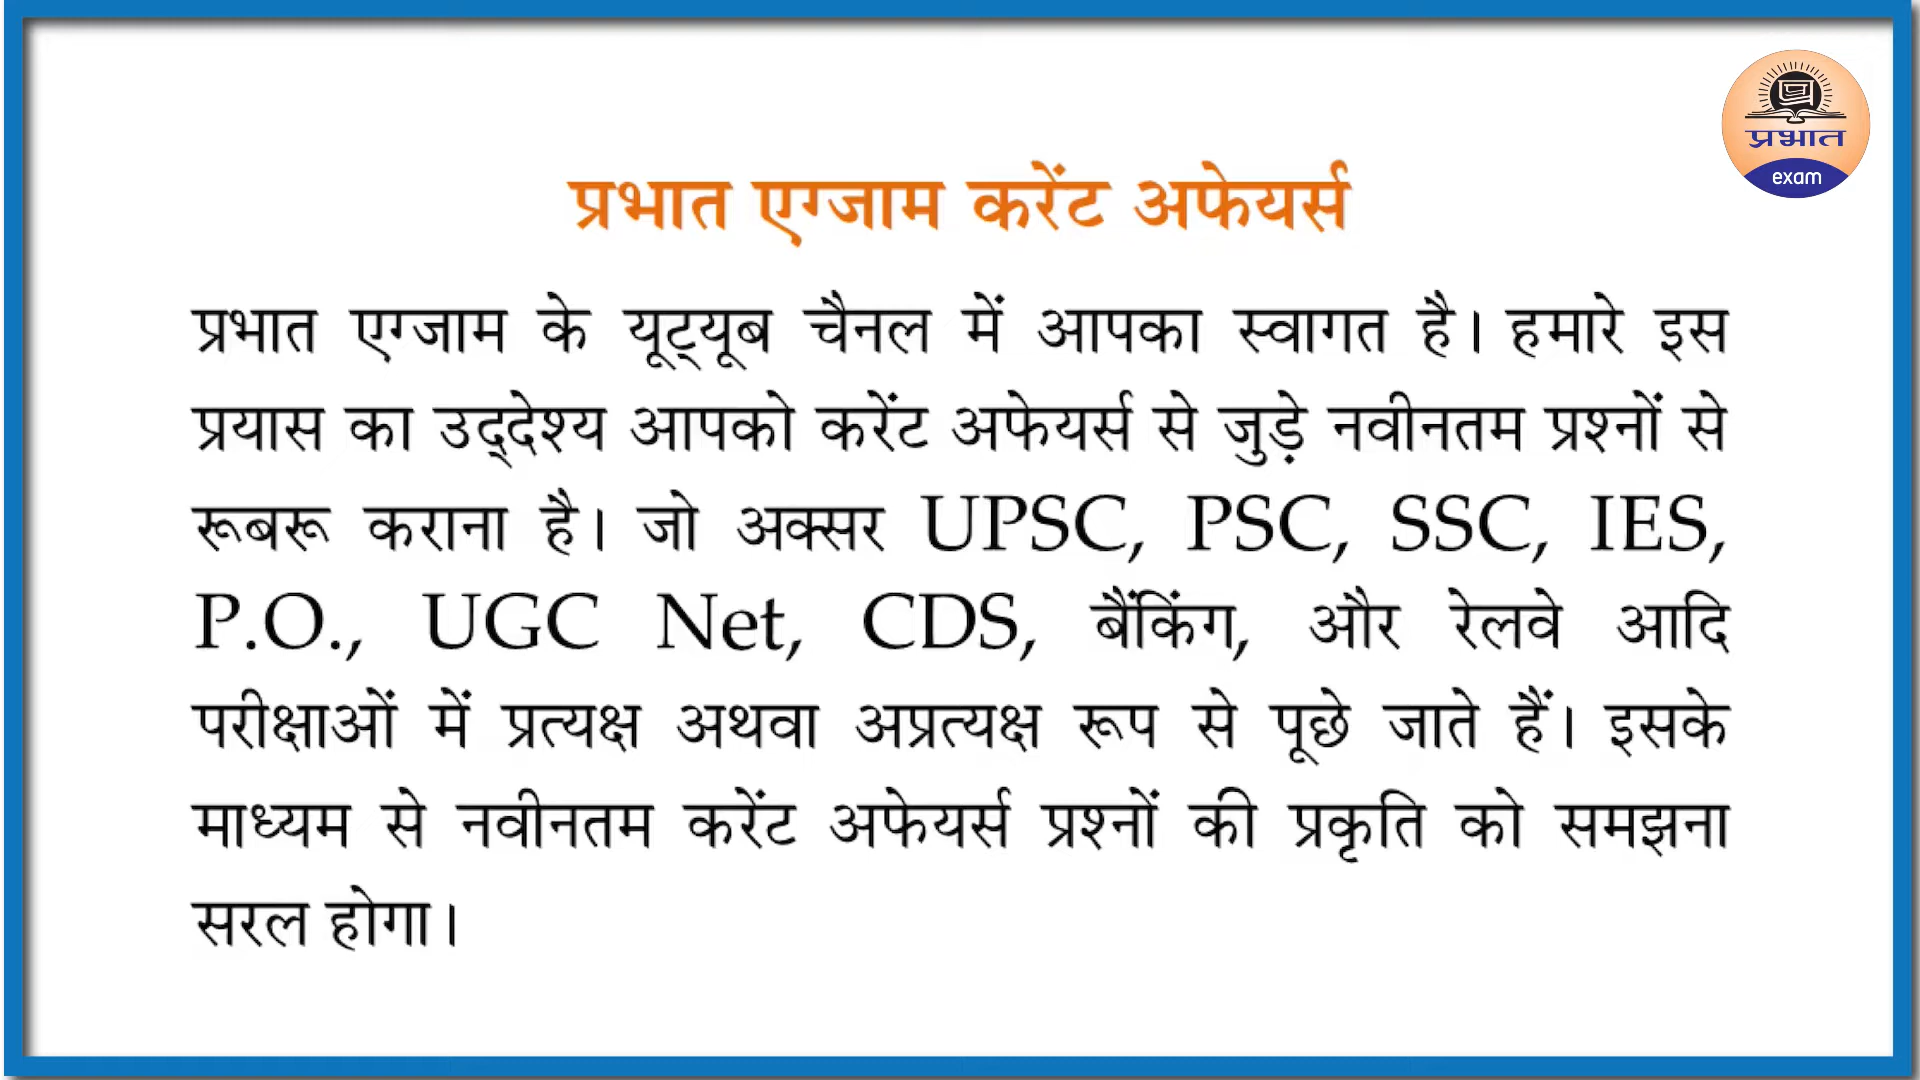 प्रभात
exam
प्रभात एग्जाम करेंट अफेयर्स
प्रभात एग्जाम के यूट्यूब चैनल में आपका स्वागत है। हमारे इस
प्रयास का उद्देश्य आपको करेंट अफेयर्स से जुड़े नवीनतम प्रश्नों से
रूबरू कराना है। जो अक्सर UPSC, PSC, SSC, IES,
P.O., UGC Net, CDS, बैंकिंग, और रेलवे आदि
परीक्षाओं में प्रत्यक्ष अथवा अप्रत्यक्ष रूप से पूछे जाते हैं। इसके
माध्यम से नवीनतम करेंट अफेयर्स प्रश्नों की प्रकृति को समझना
सरल होगा।